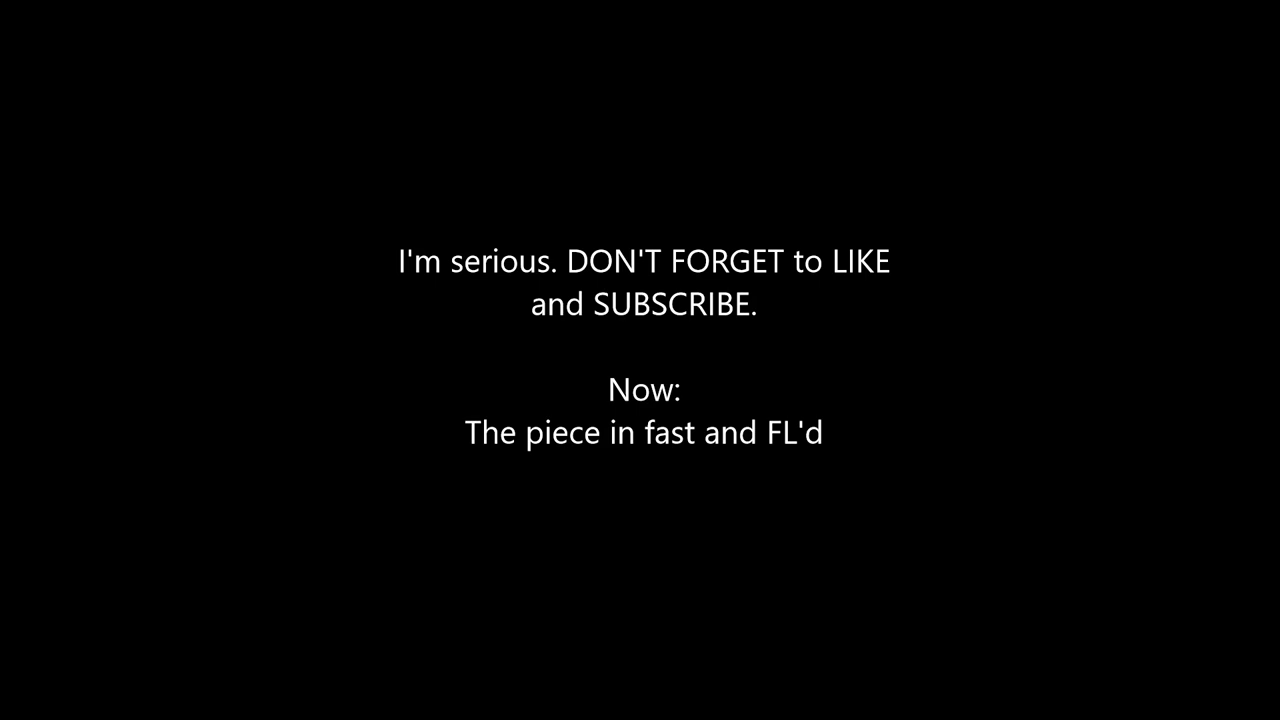 I'm serious. DON'T FORGET to LIKE
and SUBSCRIBE.
Now:
The piece in fast and FL'd